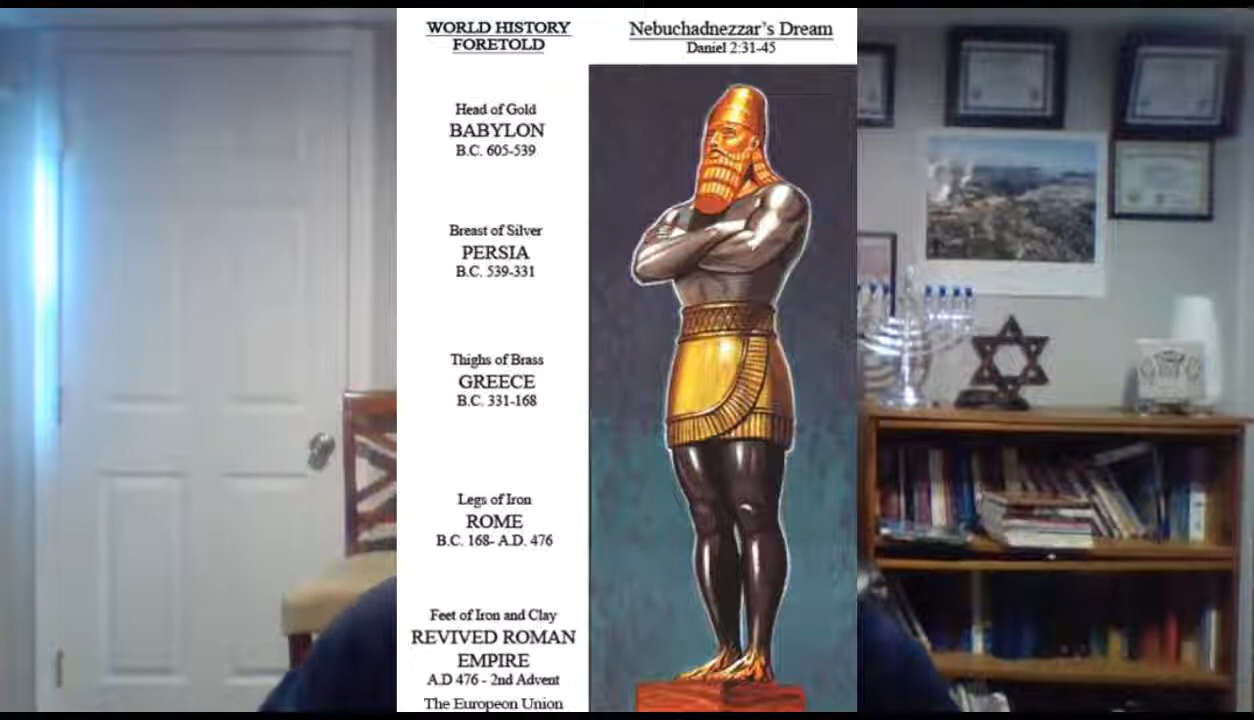 WORLD HISTORY
FORETOLD
Nebuchadnezzar's Dream
Daniel 2:31-45
Head of Gold
BABYLON
B.C. 605-539
Breast of Silver
PERSIA
B.C. 539-331
Thighs of Brass
GREECE
B.C. 331-168
Legs of Iron
ROME
B.C. 168- A.D. 476
Feet of Iron and Clay
REVIVED ROMAN
EMPIRE
A.D 476 - 2nd Advent
The Europeon Union